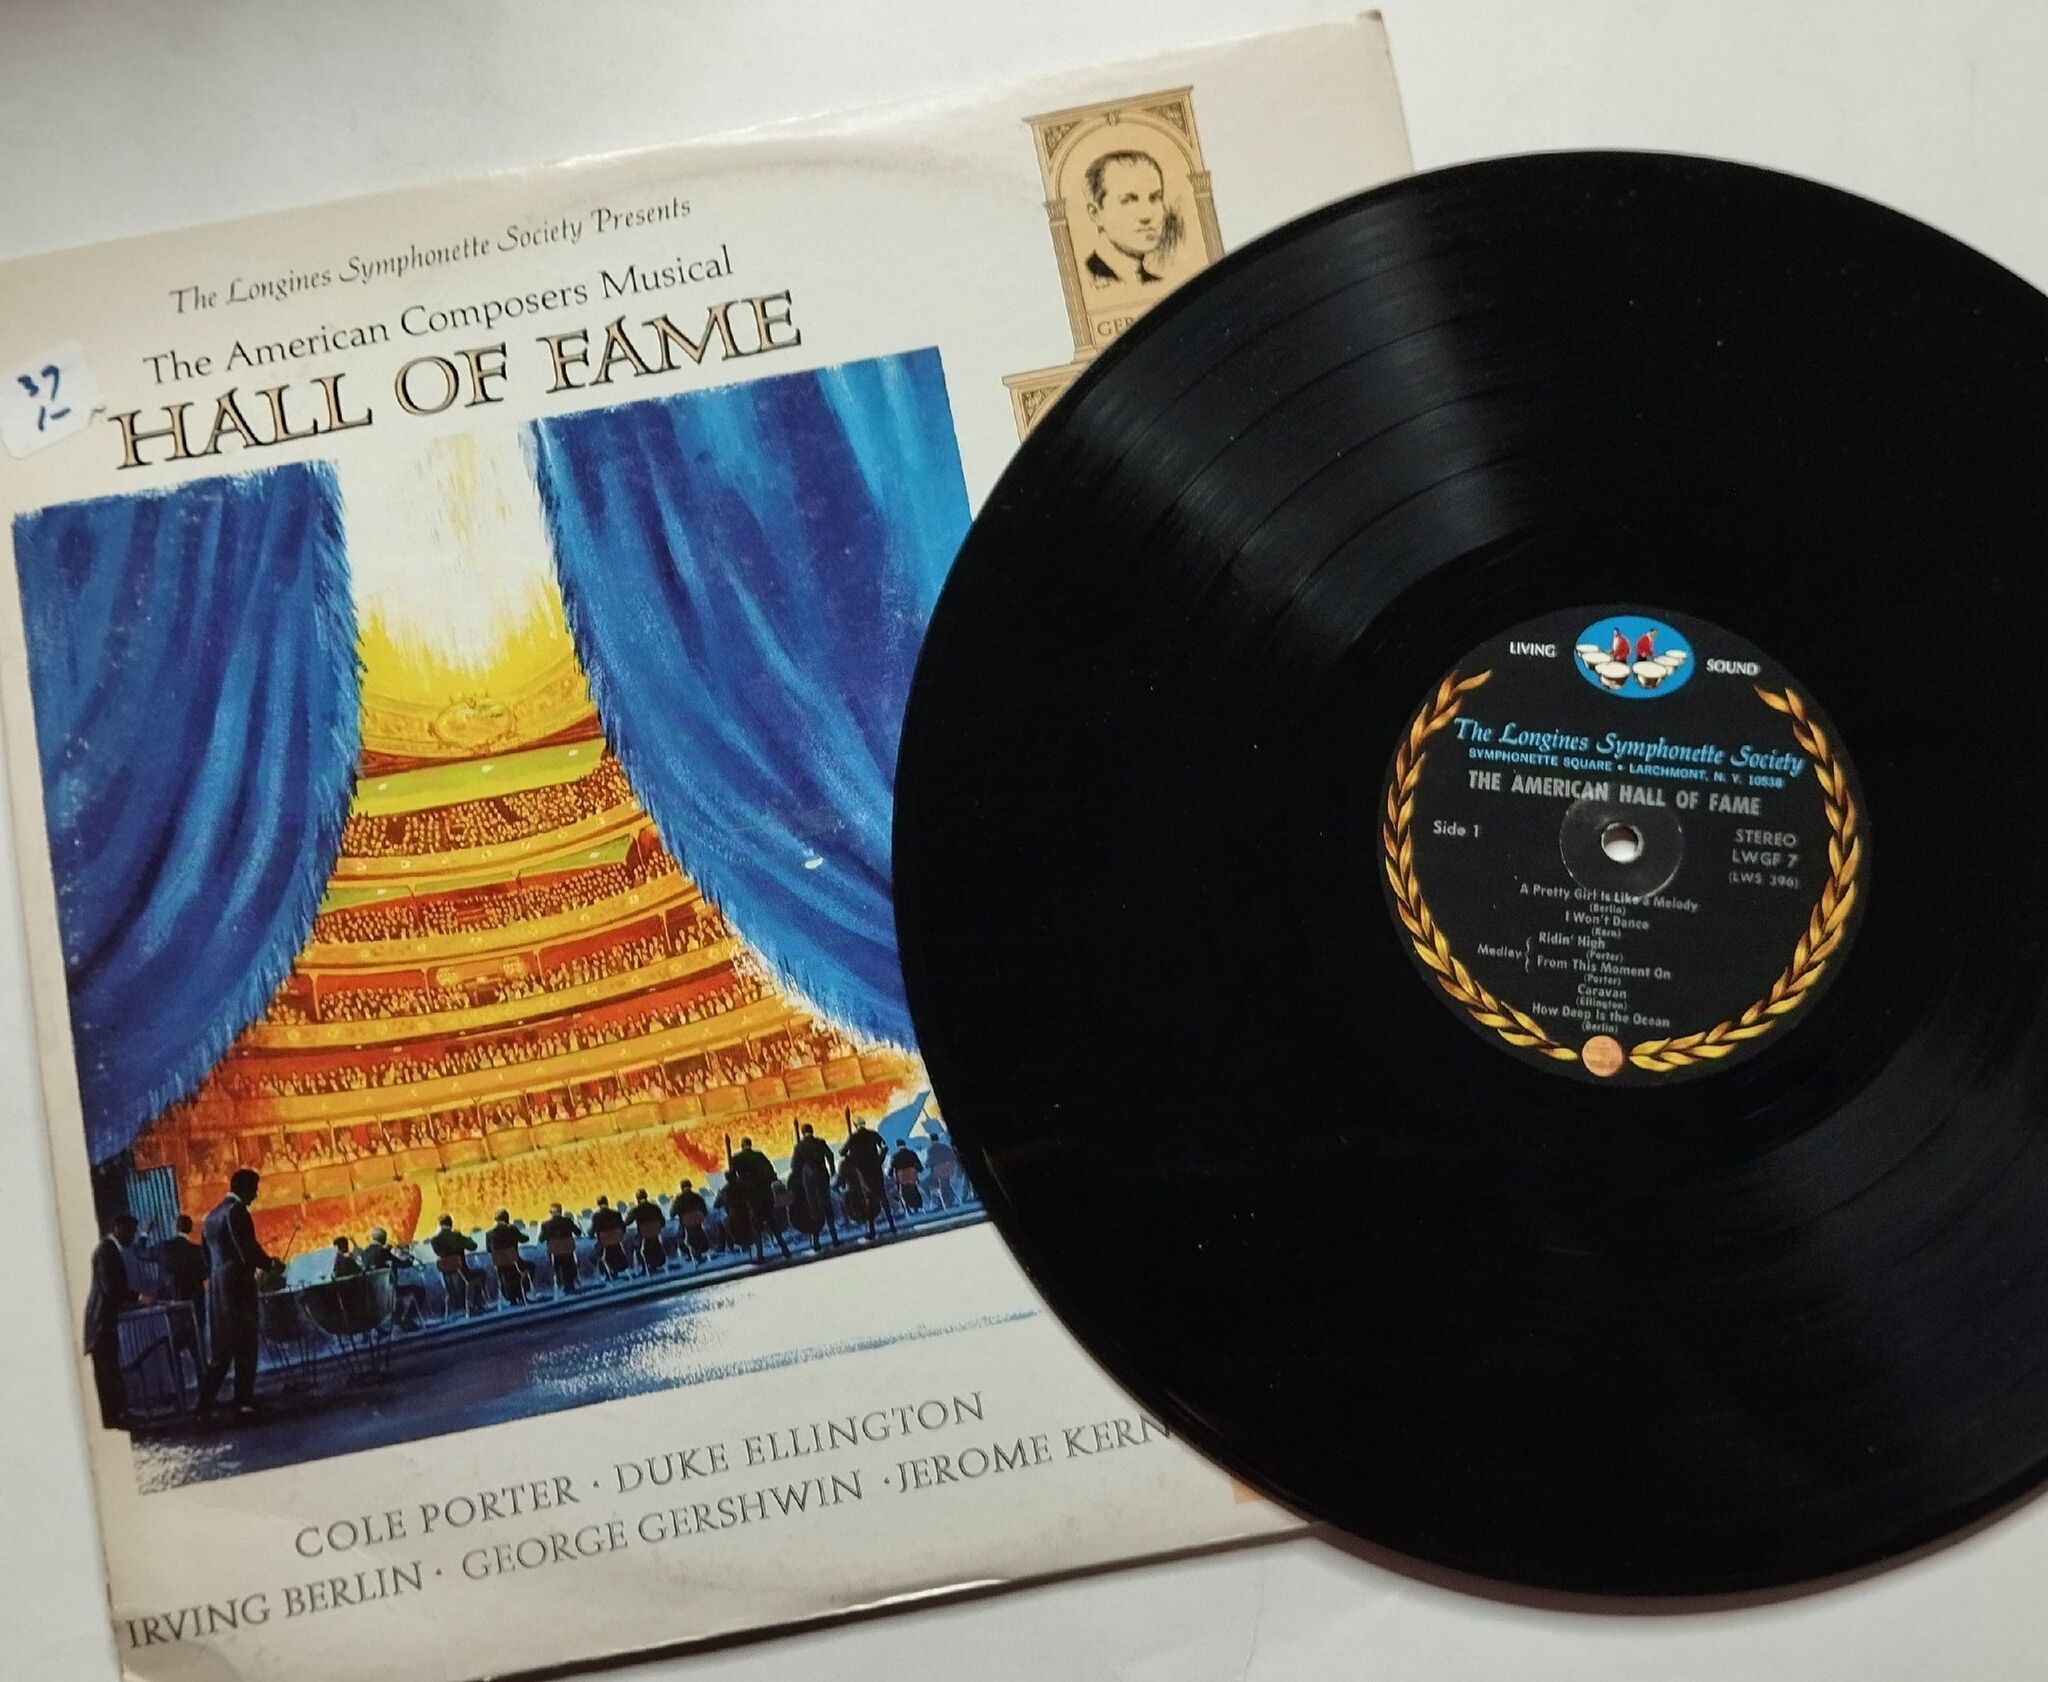 The Longines Symphonette Society Presents
The American Composers Musical
HALL OF FAME
39
1-
COLE PORTER · DUKE ELLINGTON
IRVING BERLIN · GEORGE GERSHWIN · JEROME KERN
LIVING SOUND
The Longines Symphonette Society
SYMPHONETTE SQUARE • LARCHMONT, N. Y. 10538
THE AMERICAN HALL OF FAME
Side 1
STEREO
LWGF 7
(LWS 396)
A Pretty Girl Is Like a Melody
(Berlin)
I Won't Dance
(Kern)
Medley { Ridin' High
(Porter)
From This Moment On
(Porter)
Caravan
(Ellington)
How Deep Is the Ocean
(Berlin)